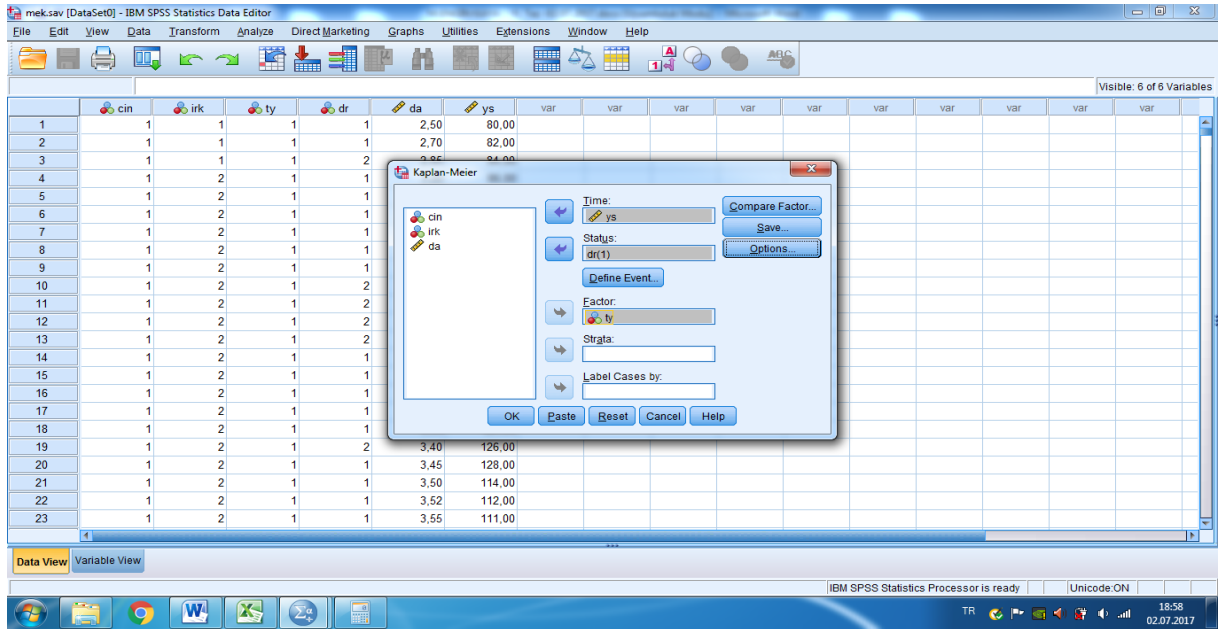 mek.sav [DataSet0] - IBM SPSS Statistics Data Editor
File Edit View Data Transform Analyze Direct Marketing Graphs Utilities Extensions Window Help
Visible: 6 of 6 Variables
cin irk ty dr da ys var var var var var var var var var var
1 1 1 1 1 2,50 80,00
2 1 1 1 1 2,70 82,00
3 1 1 1 2
4 1 2 1 1
5 1 2 1 1
6 1 2 1 1
7 1 2 1 1
8 1 2 1 1
9 1 2 1 1
10 1 2 1 2
11 1 2 1 2
12 1 2 1 2
13 1 2 1 2
14 1 2 1 1
15 1 2 1 1
16 1 2 1 1
17 1 2 1 1
18 1 2 1 1
19 1 2 1 2 3,40 126,00
20 1 2 1 1 3,45 128,00
21 1 2 1 1 3,50 114,00
22 1 2 1 1 3,52 112,00
23 1 2 1 1 3,55 111,00
Kaplan-Meier
cin
irk
da
Time:
ys
Status:
dr(1)
Define Event...
Factor:
ty
Strata:
Label Cases by:
Compare Factor...
Save...
Options...
OK Paste Reset Cancel Help
Data View Variable View
IBM SPSS Statistics Processor is ready Unicode:ON
TR 18:58
02.07.2017